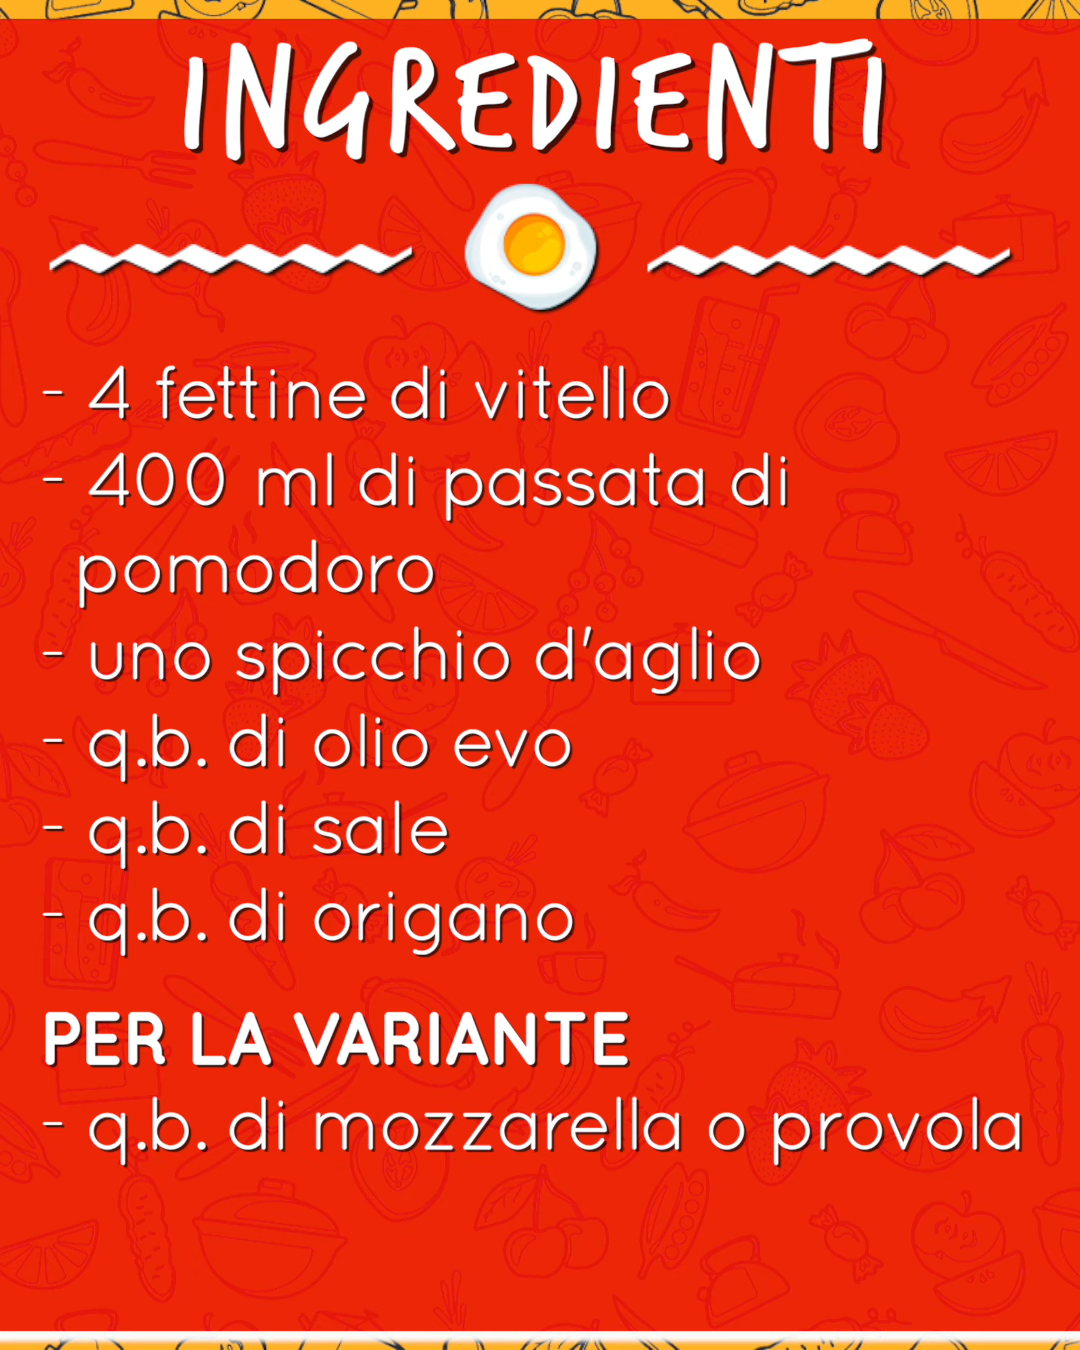 INGREDIENTI
- 4 fettine di vitello
- 400 ml di passata di
pomodoro
- uno spicchio d'aglio
- q.b. di olio evo
- q.b. di sale
- q.b. di origano
PER LA VARIANTE
- q.b. di mozzarella o provola